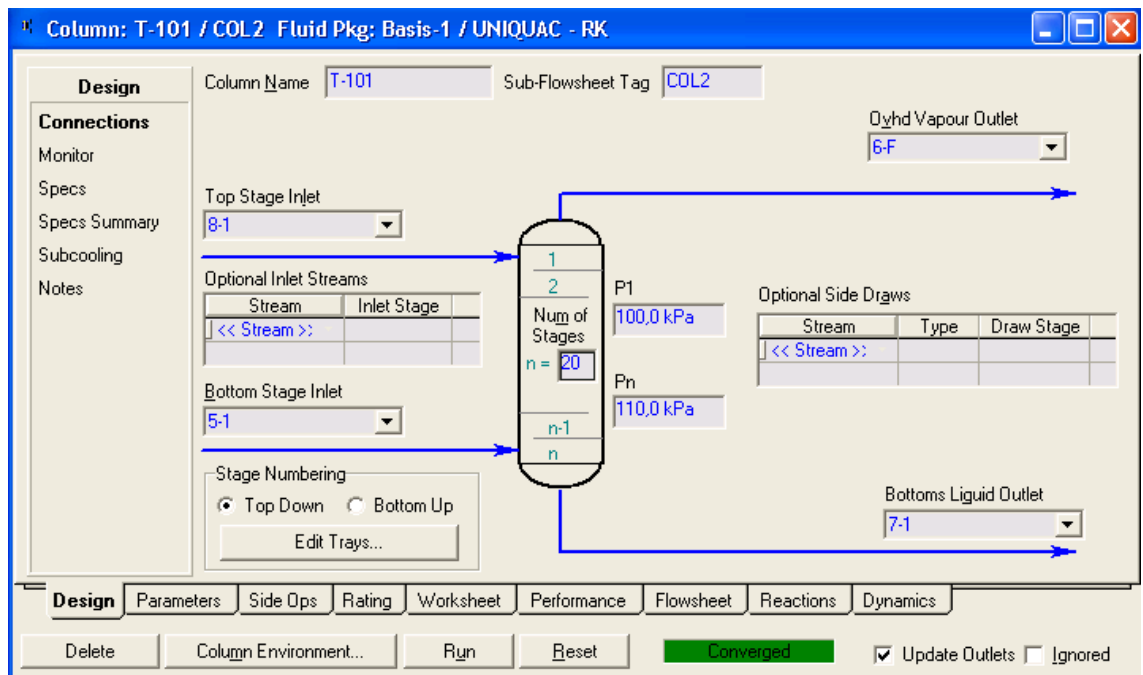 Column: T-101 / COL2 Fluid Pkg: Basis-1 / UNIQUAC - RK
Design
Connections
Monitor
Specs
Specs Summary
Subcooling
Notes
Column Name T-101 Sub-Flowsheet Tag COL2
Ovhd Vapour Outlet
6-F
Top Stage Inlet
8-1
Optional Inlet Streams
Stream Inlet Stage
<< Stream >>
Bottom Stage Inlet
5-1
Stage Numbering
Top Down Bottom Up
Edit Trays...
1
2
Num of
Stages
n = 20
n-1
n
P1
100,0 kPa
Pn
110,0 kPa
Optional Side Draws
Stream Type Draw Stage
<< Stream >>
Bottoms Liquid Outlet
7-1
Design Parameters Side Ops Rating Worksheet Performance Flowsheet Reactions Dynamics
Delete Column Environment... Run Reset Converged Update Outlets Ignored